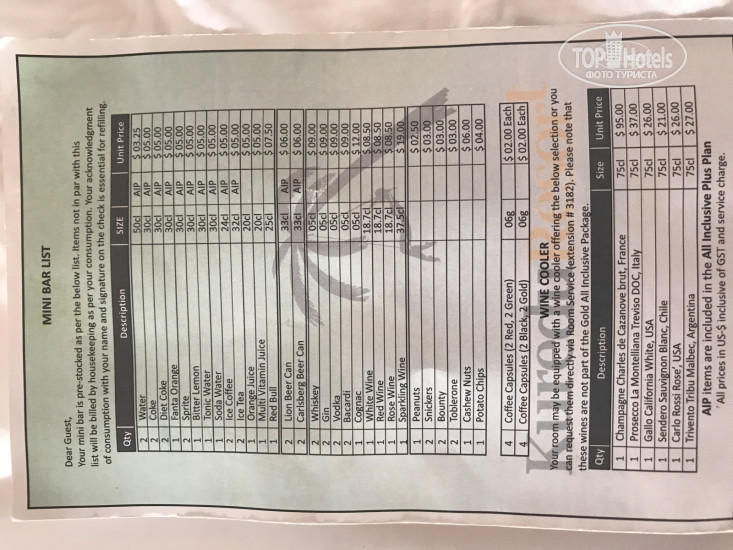 MINI BAR LIST
Dear Guest,
Your mini bar is pre-stocked as per the below list. Items not in par with this
list will be billed by housekeeping as per your consumption. Your acknowledgment
of consumption with your name and signature on the check is essential for refilling.
Qty Description SIZE Unit Price
2 Water 50cl AIP $ 03.25
2 Coke 30cl AIP $ 05.00
2 Diet Coke 30cl AIP $ 05.00
1 Fanta Orange 30cl AIP $ 05.00
2 Sprite 30cl AIP $ 05.00
1 Bitter Lemon 30cl AIP $ 05.00
1 Tonic Water 30cl AIP $ 05.00
1 Soda Water 30cl AIP $ 05.00
2 Ice Coffee 24cl AIP $ 05.00
2 Ice Tea 32cl AIP $ 05.00
1 Orange Juice 20cl $ 05.00
1 Multi Vitamin Juice 20cl $ 05.00
1 Red Bull 25cl $ 07.50
2 Lion Beer Can 33cl AIP $ 06.00
2 Carlsberg Beer Can 33cl AIP $ 06.00
2 Whiskey 05cl $ 09.00
2 Gin 05cl $ 09.00
2 Vodka 05cl $ 09.00
2 Bacardi 05cl $ 09.00
1 Cognac 05cl $ 12.00
1 White Wine 18.7cl $ 08.50
1 Red Wine 18.7cl $ 08.50
1 Rose Wine 18.7cl $ 08.50
1 Sparkling Wine 37.5cl $ 19.00
1 Peanuts $ 02.50
2 Snickers $ 03.00
2 Bounty $ 03.00
2 Toblerone $ 03.00
1 Cashew Nuts $ 06.00
1 Potato Chips $ 04.00
4 Coffee Capsules (2 Red, 2 Green) 06g $ 02.00 Each
4 Coffee Capsules (2 Black, 2 Gold) 06g $ 02.00 Each
WINE COOLER
Your room may be equipped with a wine cooler offering the below selection or you
can request them directly via Room Service (extension # 3182). Please note that
these wines are not part of the Gold All Inclusive Package.
Qty Description Size Unit Price
1 Champagne Charles de Cazanove brut, France 75cl $ 95.00
1 Prosecco La Montelliana Treviso DOC, Italy 75cl $ 37.00
1 Gallo California White, USA 75cl $ 26.00
1 Sendero Sauvignon Blanc, Chile 75cl $ 21.00
1 Carlo Rossi Rose', USA 75cl $ 26.00
1 Trivento Tribu Malbec, Argentina 75cl $ 27.00
AIP items are included in the All Inclusive Plus Plan
All prices in US-$ inclusive of GST and service charge.
TOP Hotels
ФОТО ТУРИСТА